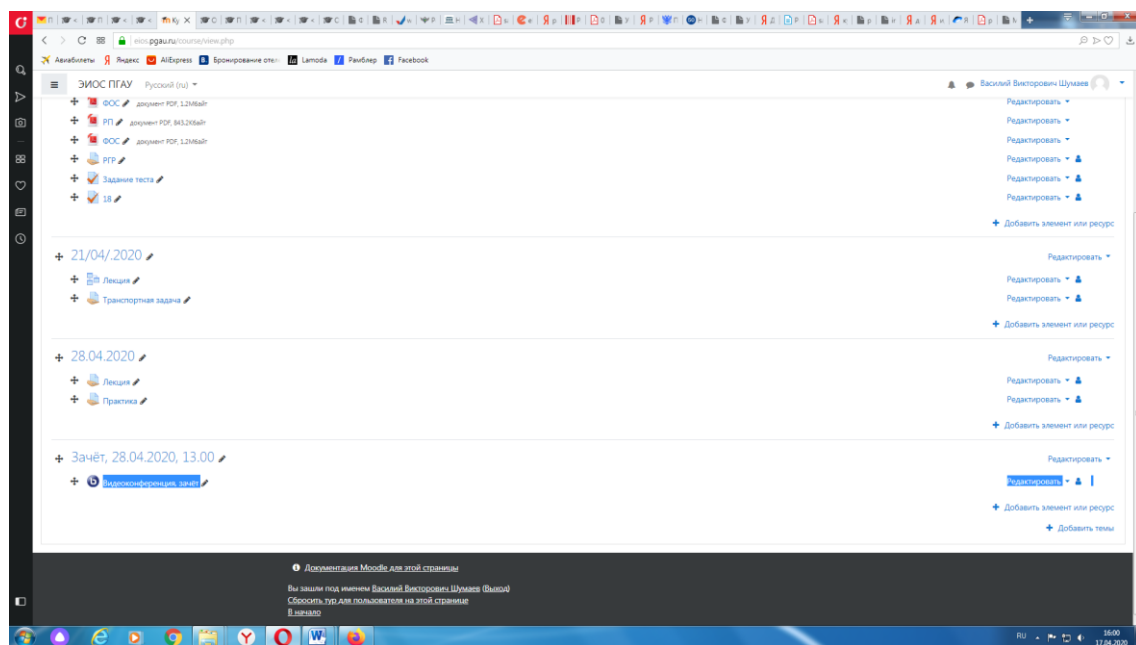 eios.pgau.ru/course/view.php
Авиабилеты Яндекс AliExpress Бронирование отел Lamoda Рамблер Facebook
ЭИОС ПГАУ Русский (ru) Василий Викторович Шумаев
ФОС документ PDF, 1.2Мбайт Редактировать
РП документ PDF, 843.2Кбайт Редактировать
ФОС документ PDF, 1.2Мбайт Редактировать
РГР Редактировать
Задание теста Редактировать
18 Редактировать
Добавить элемент или ресурс
21/04/.2020 Редактировать
Лекция Редактировать
Транспортная задача Редактировать
Добавить элемент или ресурс
28.04.2020 Редактировать
Лекция Редактировать
Практика Редактировать
Добавить элемент или ресурс
Зачёт, 28.04.2020, 13.00 Редактировать
Видеоконференция, зачёт Редактировать
Добавить элемент или ресурс
Добавить темы
Документация Moodle для этой страницы
Вы зашли под именем Василий Викторович Шумаев (Выход)
Сбросить тур для пользователя на этой странице
В начало
RU 16:00
17.04.2020